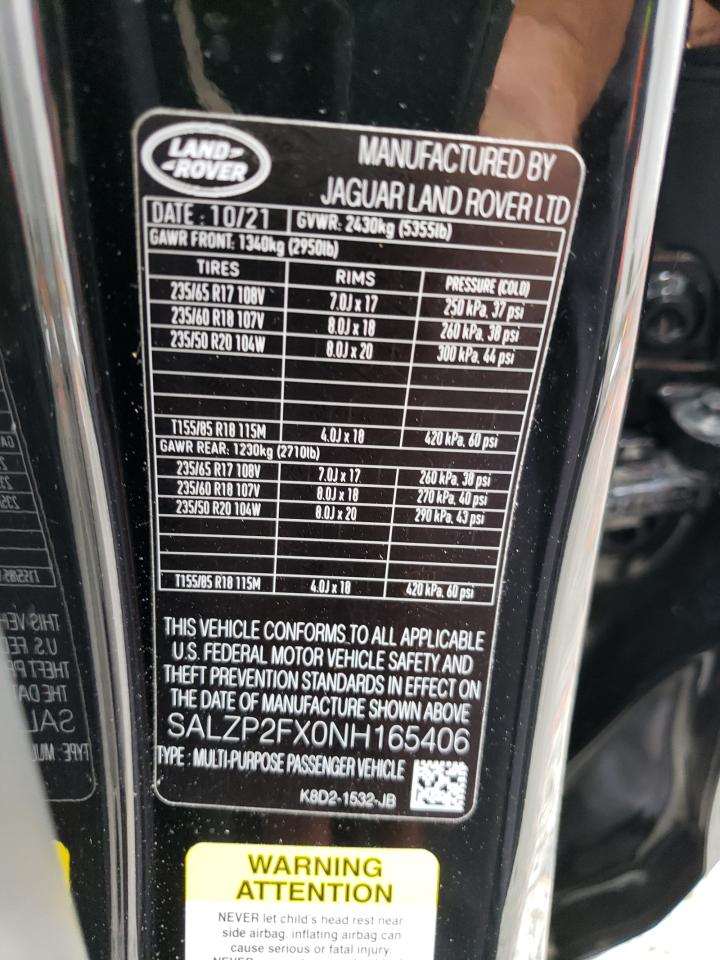 LAND ROVER
MANUFACTURED BY
JAGUAR LAND ROVER LTD
DATE : 10/21 GVWR: 2430kg (5355lb)
GAWR FRONT: 1340kg (2950lb)
TIRES RIMS PRESSURE (COLD)
235/65 R17 108V 7.0J x 17 250 kPa, 37 psi
235/60 R18 107V 8.0J x 18 260 kPa, 38 psi
235/50 R20 104W 8.0J x 20 300 kPa, 44 psi
T155/85 R18 115M 4.0J x 18 420 kPa, 60 psi
GAWR REAR: 1230kg (2710lb)
235/65 R17 108V 7.0J x 17 260 kPa, 38 psi
235/60 R18 107V 8.0J x 18 270 kPa, 40 psi
235/50 R20 104W 8.0J x 20 290 kPa, 43 psi
T155/85 R18 115M 4.0J x 18 420 kPa, 60 psi
THIS VEHICLE CONFORMS TO ALL APPLICABLE
U.S. FEDERAL MOTOR VEHICLE SAFETY AND
THEFT PREVENTION STANDARDS IN EFFECT ON
THE DATE OF MANUFACTURE SHOWN ABOVE
SALZP2FX0NH165406
TYPE : MULTI-PURPOSE PASSENGER VEHICLE
K8D2-1532-JB
WARNING
ATTENTION
NEVER let child's head rest near
side airbag. inflating airbag can
cause serious or fatal injury.